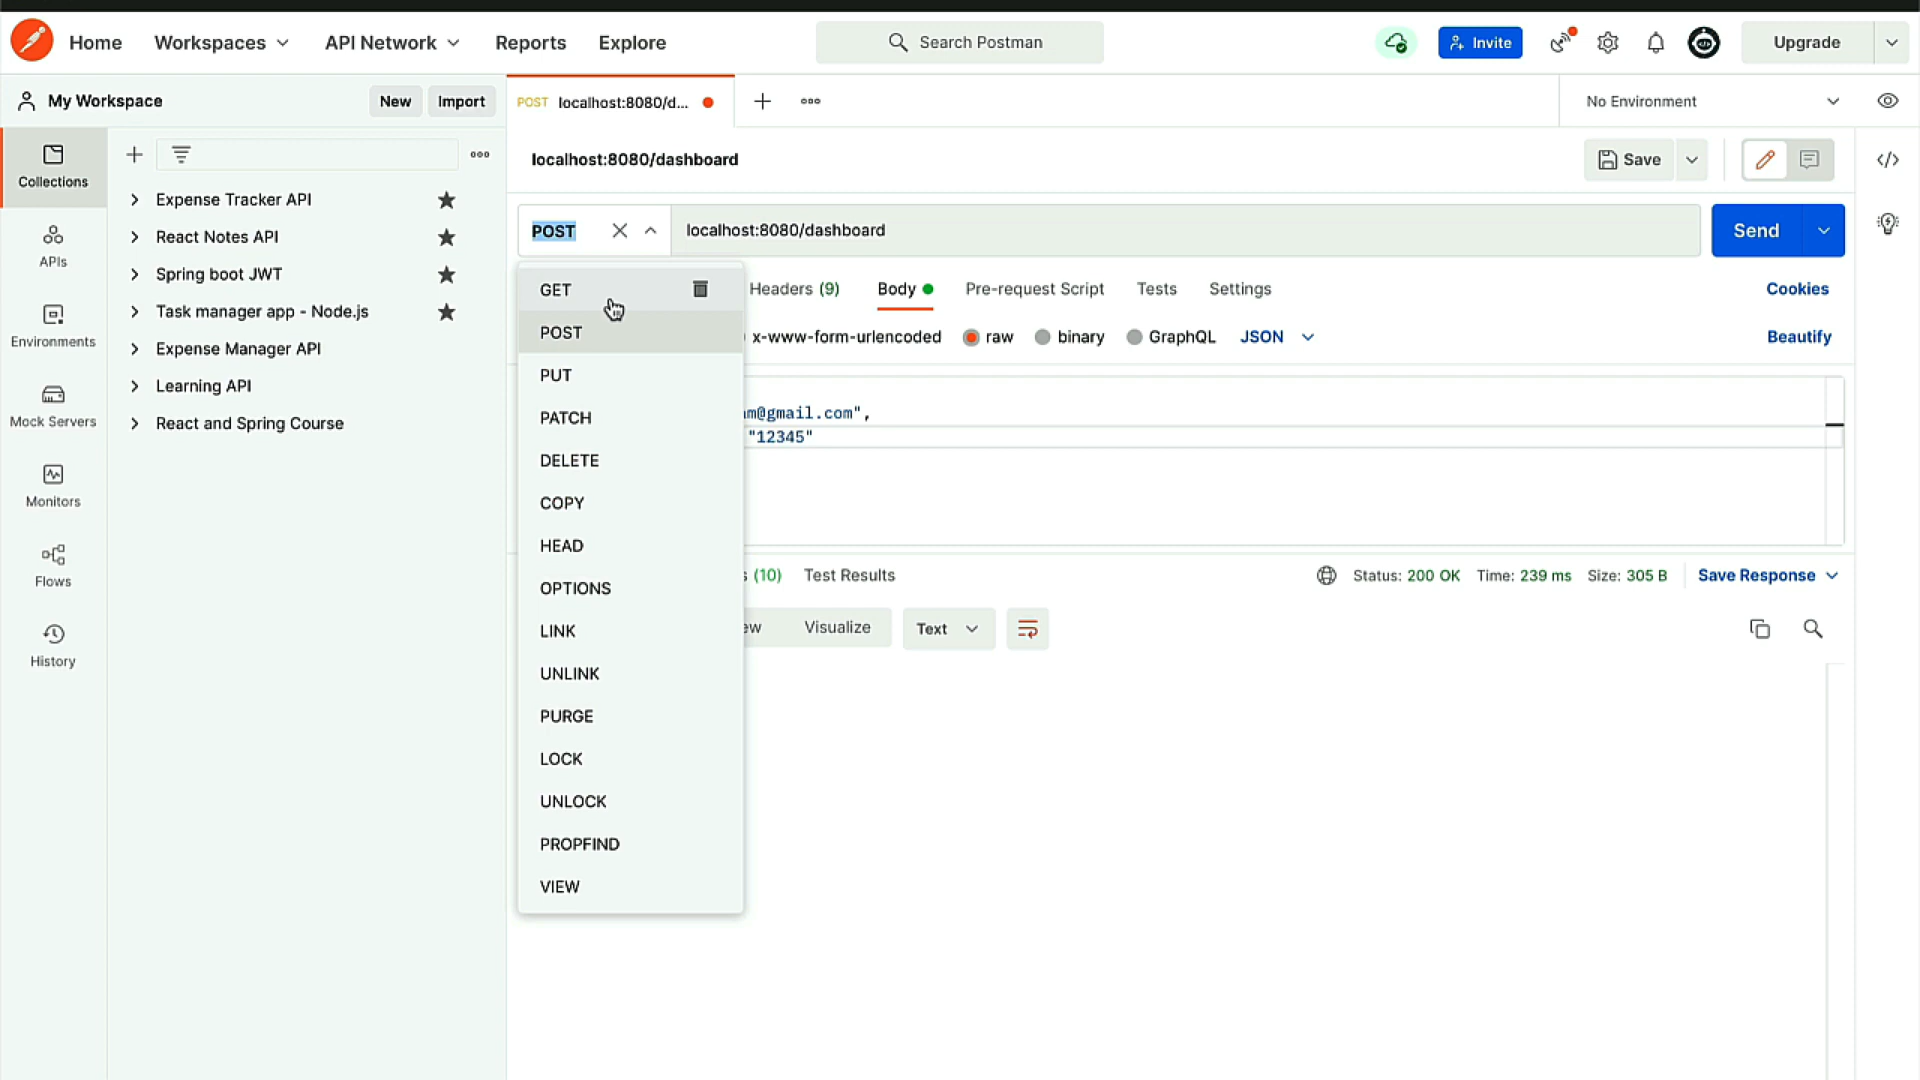 Home Workspaces API Network Reports Explore Search Postman Invite Upgrade
My Workspace New Import POST localhost:8080/d... No Environment
Collections
localhost:8080/dashboard Save
Expense Tracker API
React Notes API
Spring boot JWT
Task manager app - Node.js
Expense Manager API
Learning API
React and Spring Course
APIs
Environments
Mock Servers
Monitors
Flows
History
POST localhost:8080/dashboard Send
GET
POST
PUT
PATCH
DELETE
COPY
HEAD
OPTIONS
LINK
UNLINK
PURGE
LOCK
UNLOCK
PROPFIND
VIEW
Headers (9) Body Pre-request Script Tests Settings Cookies
x-www-form-urlencoded raw binary GraphQL JSON Beautify
m@gmail.com",
"12345"
(10) Test Results Status: 200 OK Time: 239 ms Size: 305 B Save Response
Visualize Text